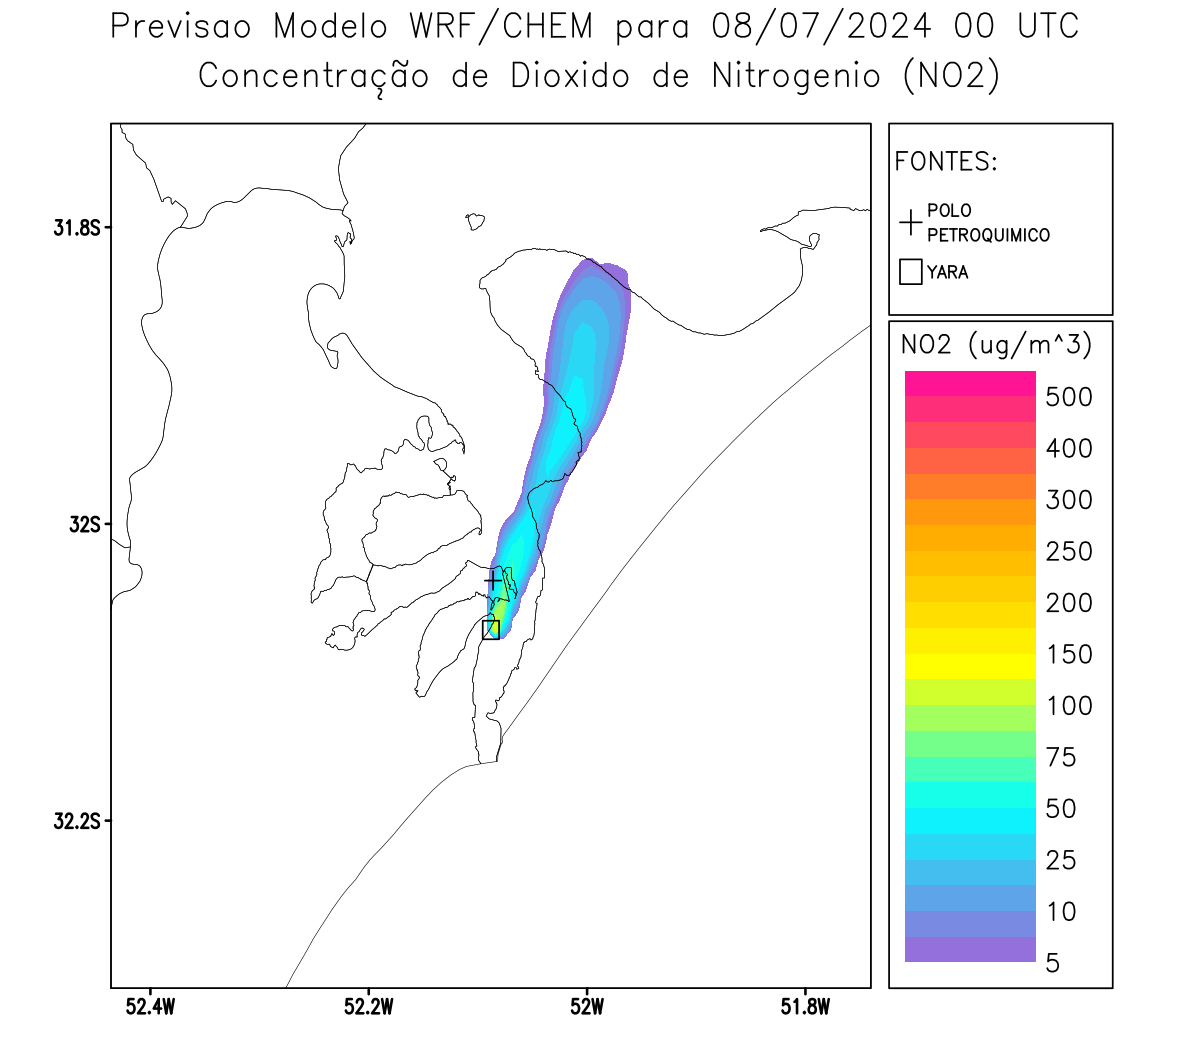 Previsao Modelo WRF/CHEM para 08/07/2024 00 UTC
Concentração de Dioxido de Nitrogenio (NO2)
FONTES:
POLO
PETROQUIMICO
YARA
NO2 (ug/m^3)
500
400
300
250
200
150
100
75
50
25
10
5
31.8S
32S
32.2S
52.4W
52.2W
52W
51.8W